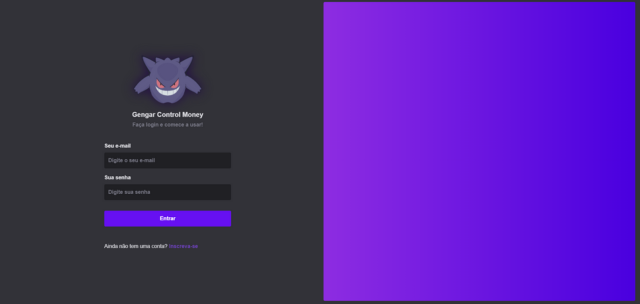 Gengar Control Money
Faça login e comece a usar!
Seu e-mail
Digite o seu e-mail
Sua senha
Digite sua senha
Entrar
Ainda não tem uma conta? Inscreva-se